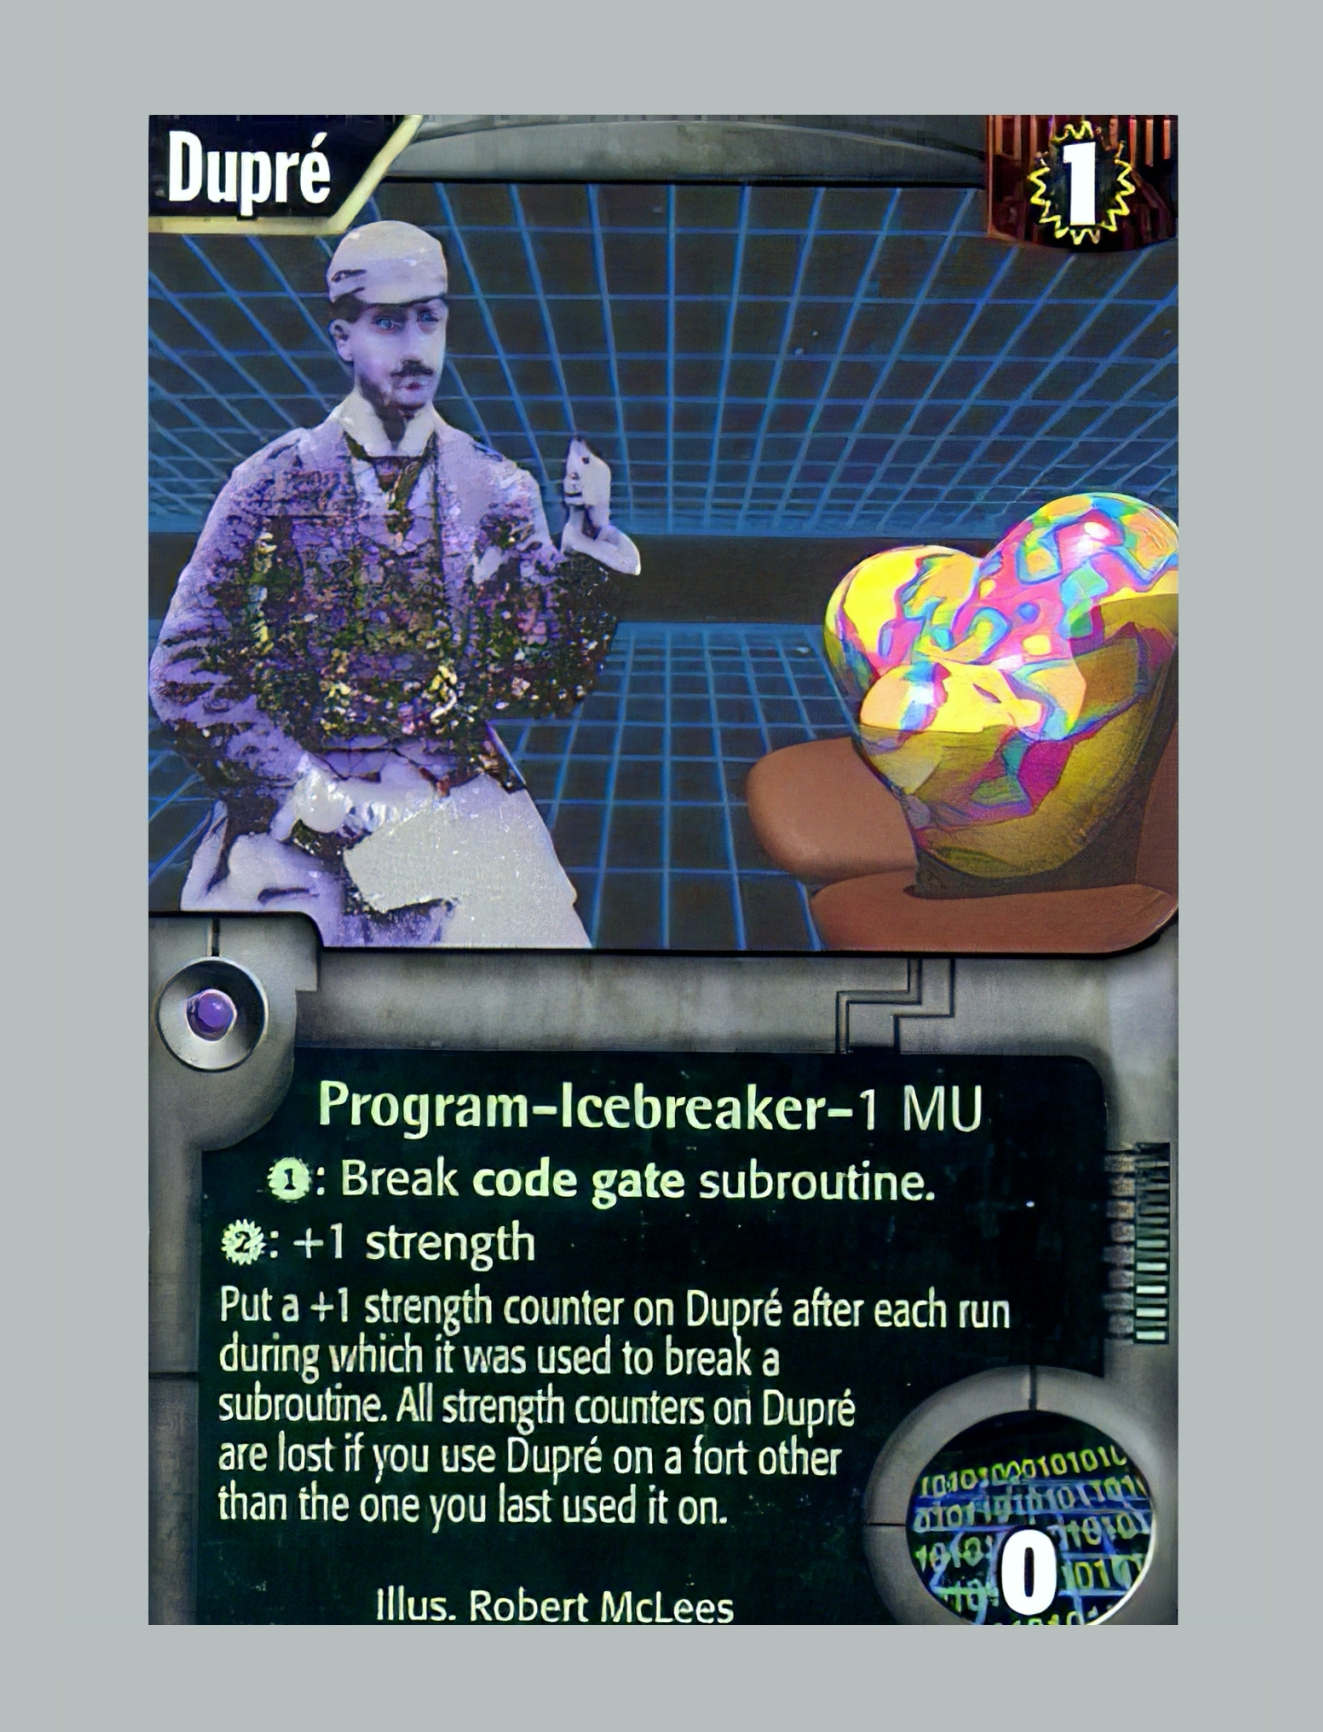 Dupré
1
Program-Icebreaker-1 MU
1: Break code gate subroutine.
2: +1 strength
Put a +1 strength counter on Dupré after each run
during which it was used to break a
subroutine. All strength counters on Dupré
are lost if you use Dupré on a fort other
than the one you last used it on.
0
Illus. Robert McLees